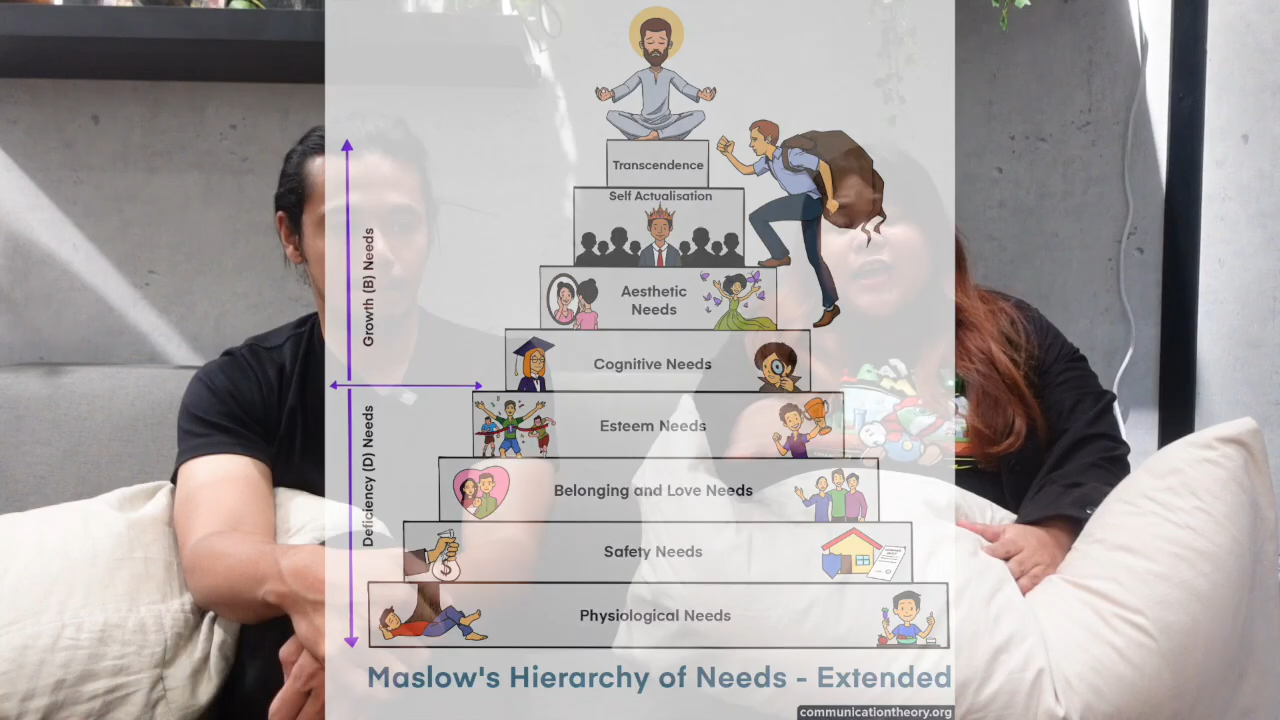 Transcendence
Self Actualisation
Aesthetic
Needs
Cognitive Needs
Esteem Needs
Belonging and Love Needs
Safety Needs
Physiological Needs
Growth (B) Needs
Deficiency (D) Needs
Maslow's Hierarchy of Needs - Extended
communicationtheory.org